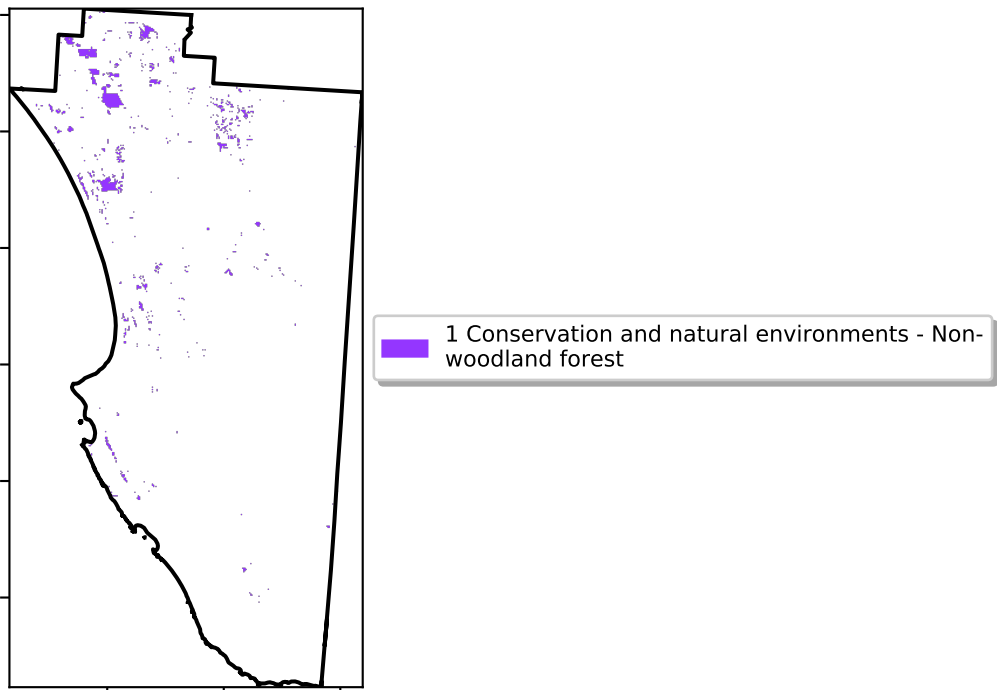 1 Conservation and natural environments - Non-
woodland forest